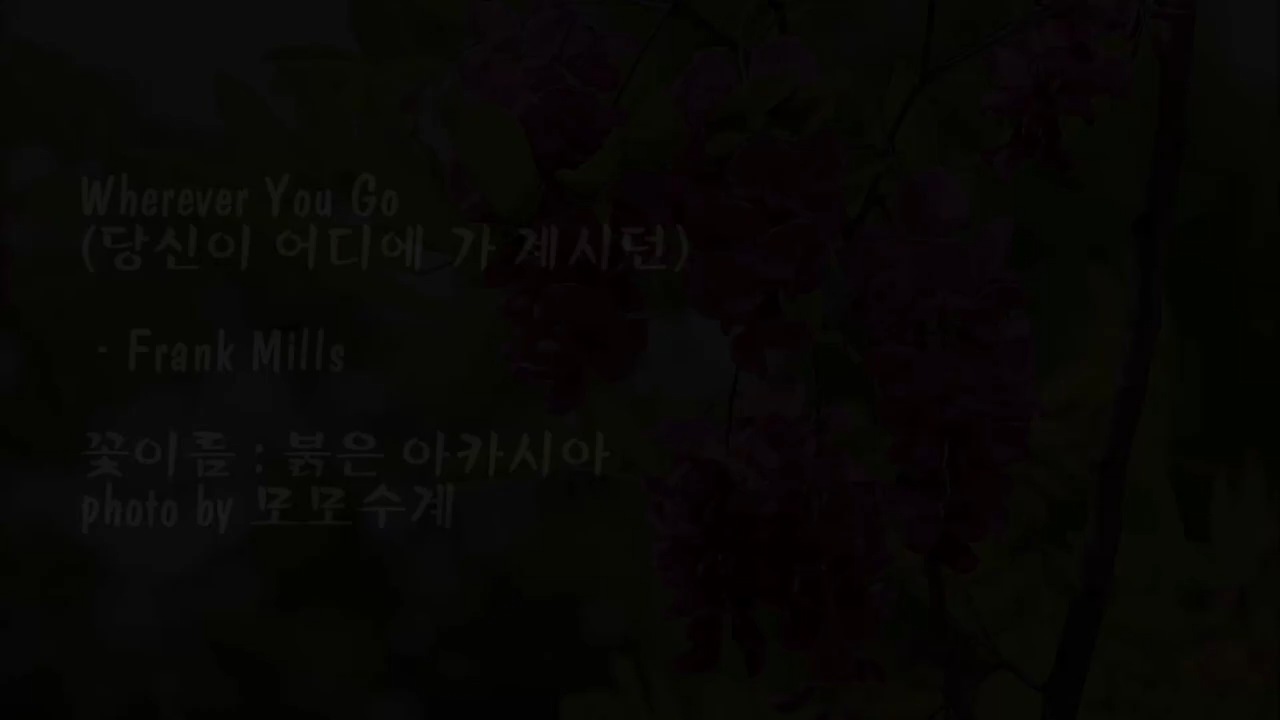 Wherever You Go
(당신이 어디에 가 계시던)
- Frank Mills
꽃이름 : 붉은 아카시아
photo by 모모수계